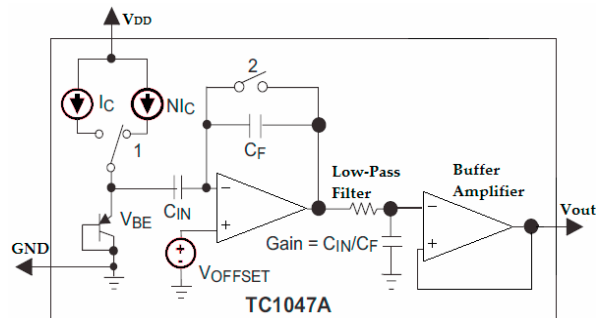 VDD
IC
NIC
2
1
CF
Low-Pass
Filter
Buffer
Amplifier
CIN
VBE
−
+
−
+
Vout
GND
+
−
VOFFSET
Gain = CIN/CF
TC1047A